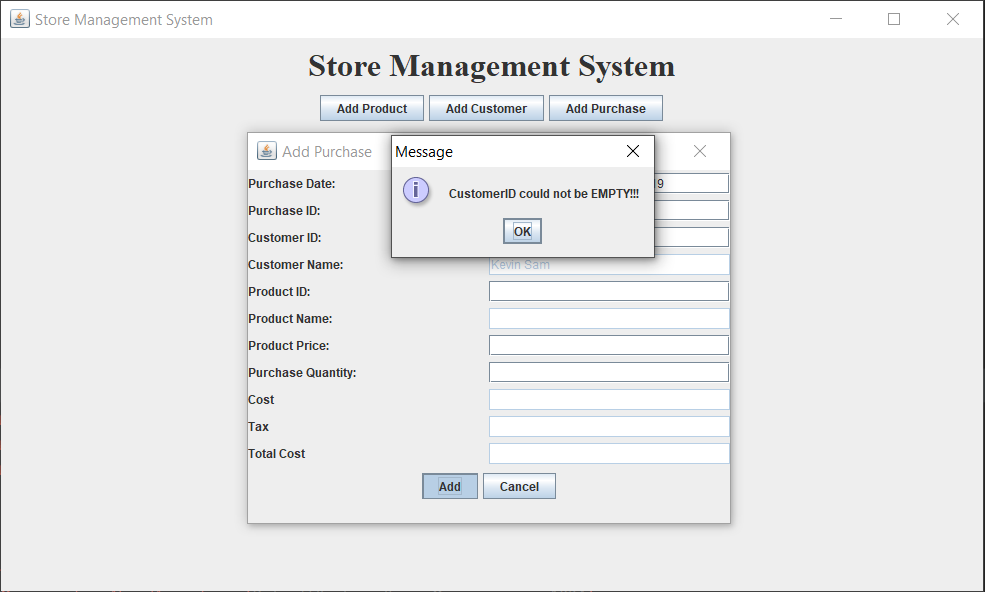 Store Management System
Store Management System
Add Product Add Customer Add Purchase
Add Purchase
Message
CustomerID could not be EMPTY!!!
OK
Purchase Date: 19
Purchase ID:
Customer ID:
Customer Name: Kevin Sam
Product ID:
Product Name:
Product Price:
Purchase Quantity:
Cost
Tax
Total Cost
Add Cancel